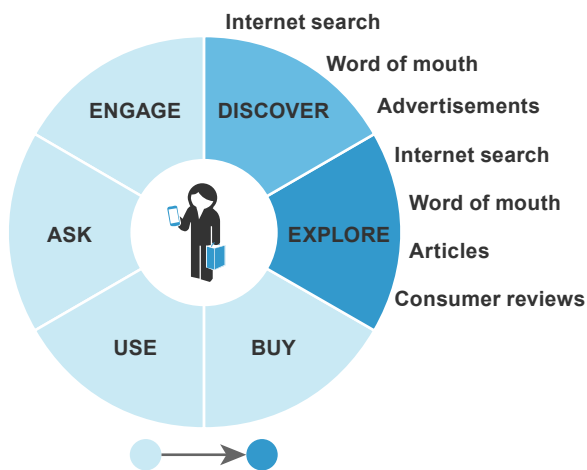 Internet search
Word of mouth
Advertisements
Internet search
Word of mouth
Articles
Consumer reviews
ENGAGE
DISCOVER
ASK
EXPLORE
USE
BUY